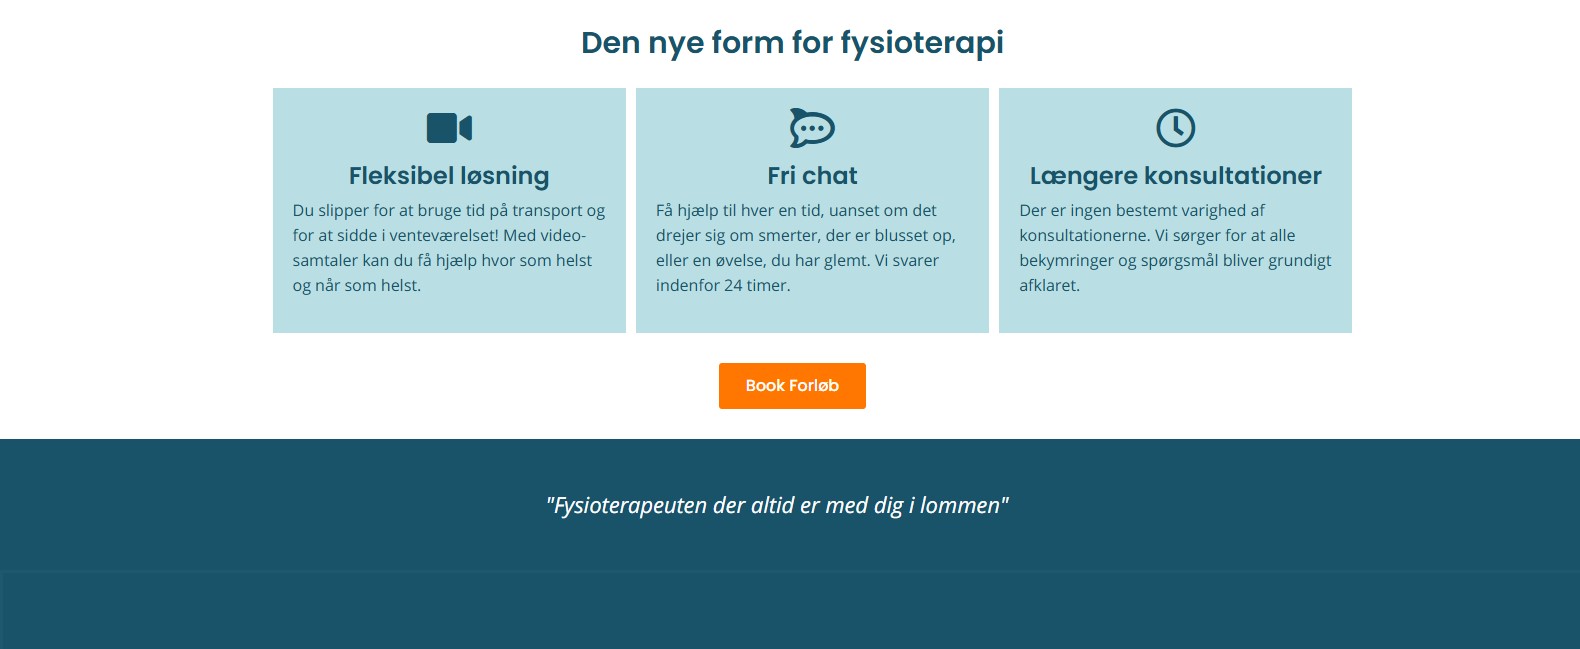 Den nye form for fysioterapi
Fleksibel løsning
Du slipper for at bruge tid på transport og
for at sidde i venteværelset! Med video-
samtaler kan du få hjælp hvor som helst
og når som helst.
Fri chat
Få hjælp til hver en tid, uanset om det
drejer sig om smerter, der er blusset op,
eller en øvelse, du har glemt. Vi svarer
indenfor 24 timer.
Længere konsultationer
Der er ingen bestemt varighed af
konsultationerne. Vi sørger for at alle
bekymringer og spørgsmål bliver grundigt
afklaret.
Book Forløb
"Fysioterapeuten der altid er med dig i lommen"